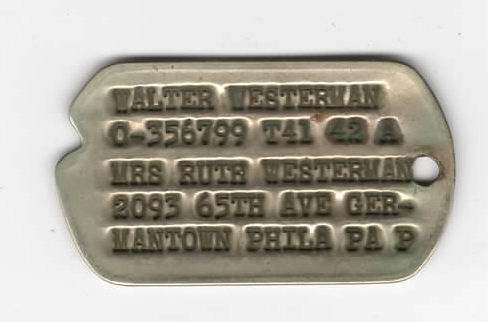 WALTER WESTERMAN
O-356799 T41 42 A
MRS RUTH WESTERMAN
2093 65TH AVE GER-
MANTOWN PHILA PA P